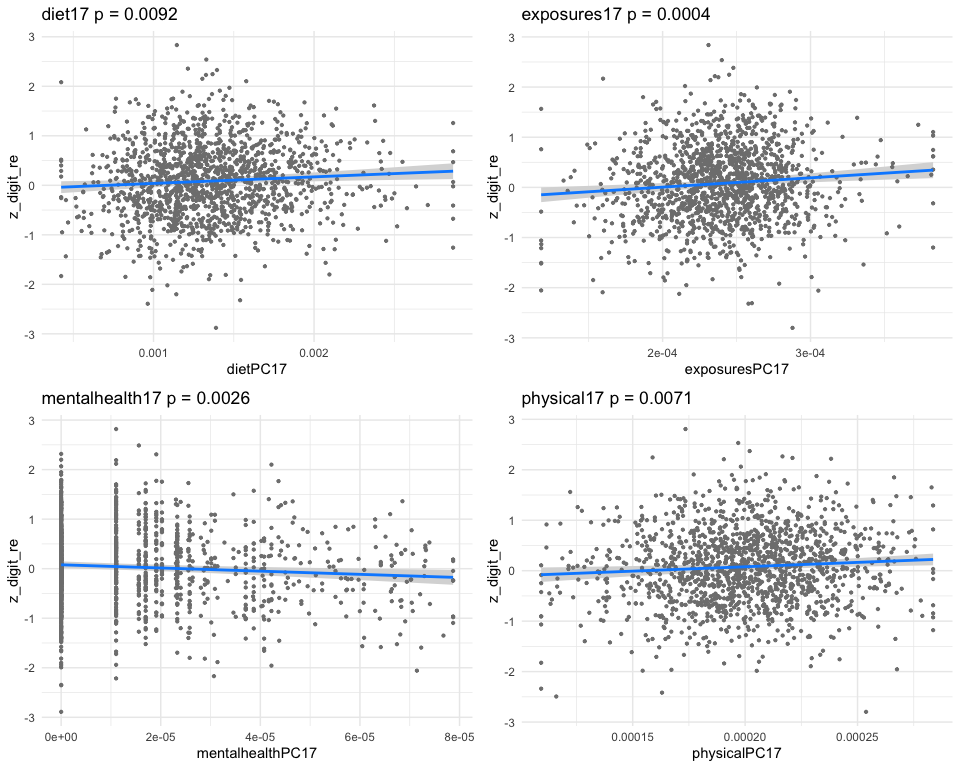 diet17 p = 0.0092
3
2
1
0
-1
-2
-3
z_digit_re
0.001 0.002
dietPC17
exposures17 p = 0.0004
3
2
1
0
-1
-2
-3
z_digit_re
2e-04 3e-04
exposuresPC17
mentalhealth17 p = 0.0026
3
2
1
0
-1
-2
-3
z_digit_re
0e+00 2e-05 4e-05 6e-05 8e-05
mentalhealthPC17
physical17 p = 0.0071
3
2
1
0
-1
-2
-3
z_digit_re
0.00015 0.00020 0.00025
physicalPC17